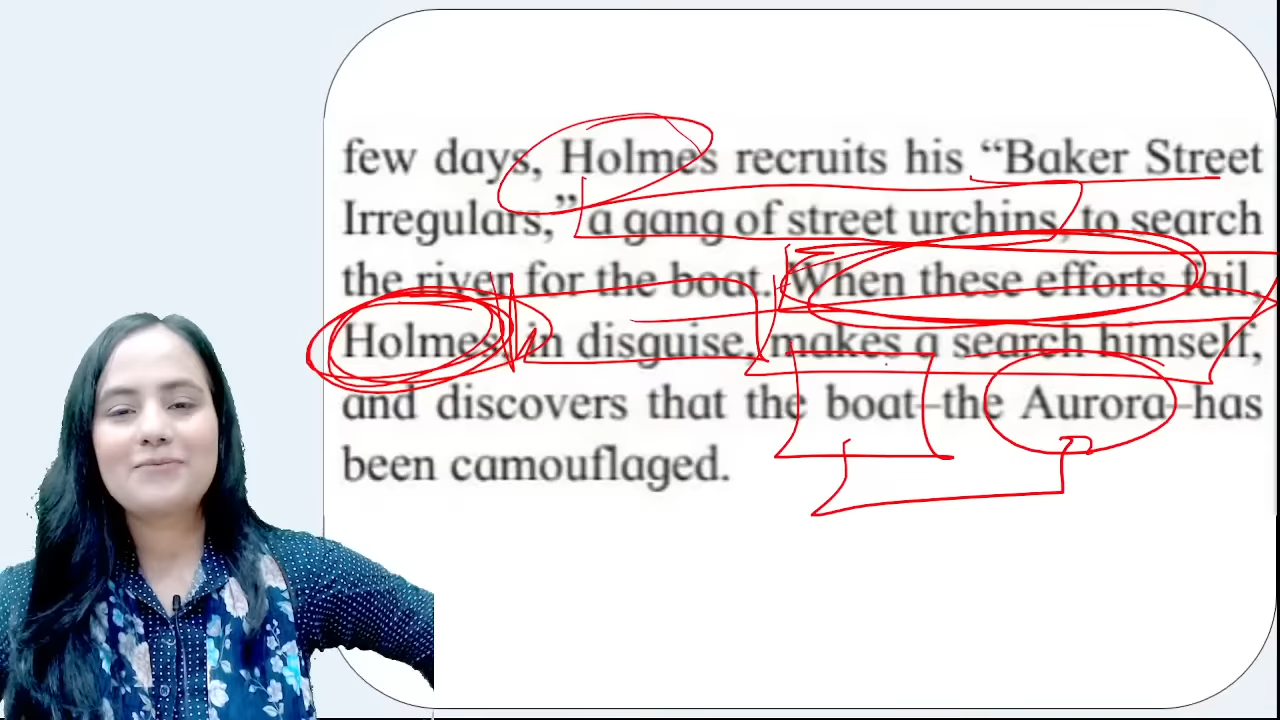 few days, Holmes recruits his “Baker Street
Irregulars,” a gang of street urchins, to search
the river for the boat. When these efforts fail,
Holmes, in disguise, makes a search himself,
and discovers that the boat–the Aurora–has
been camouflaged.